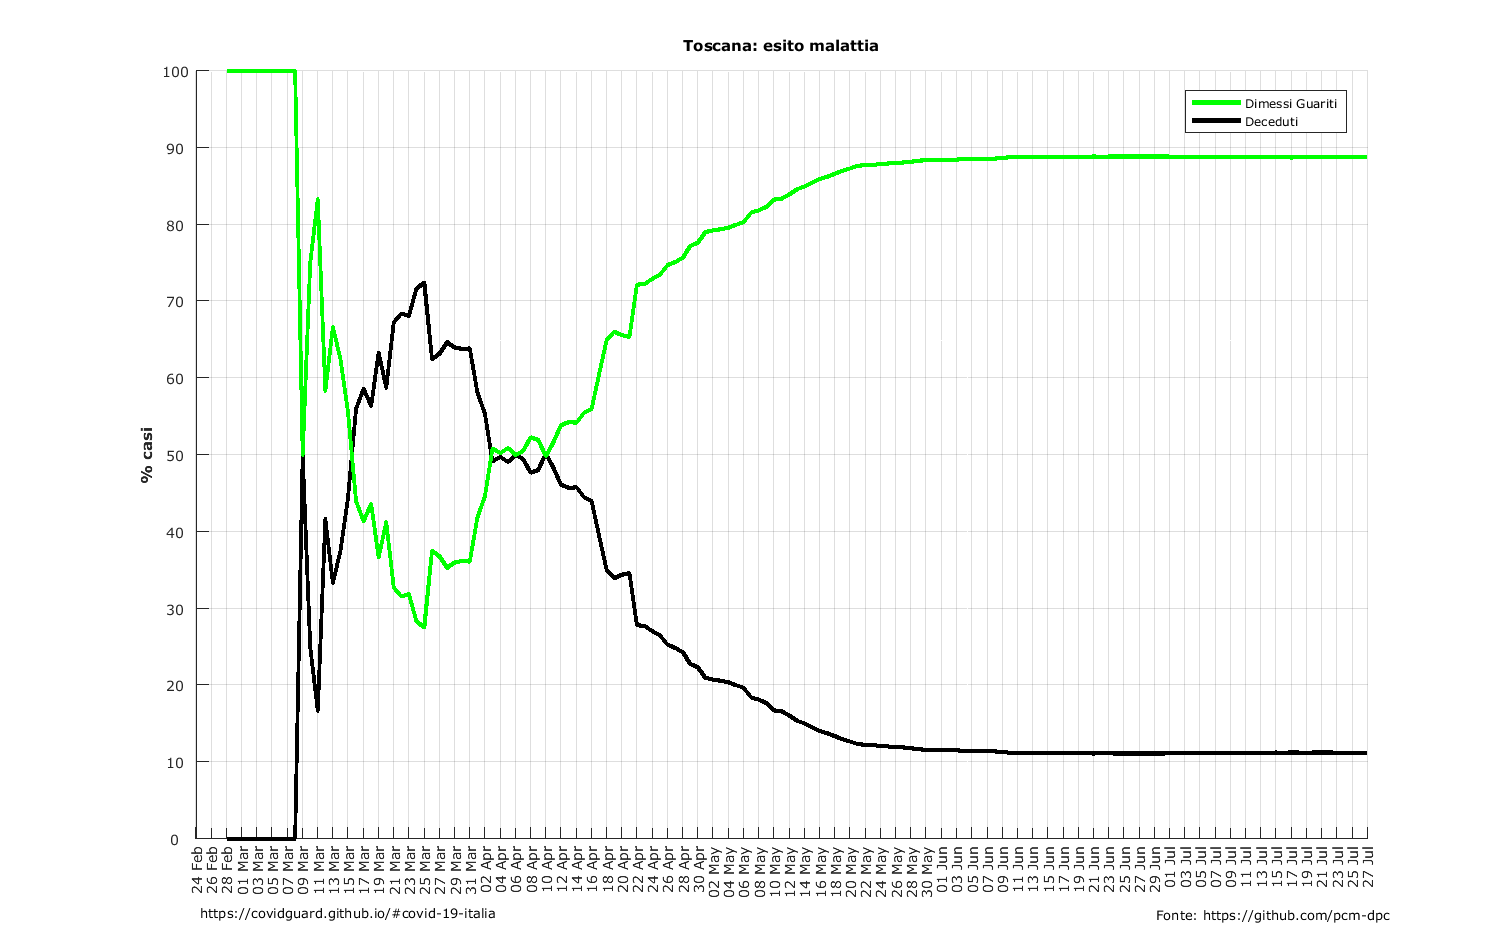 Toscana: esito malattia
Dimessi Guariti
Deceduti
% casi
100
90
80
70
60
50
40
30
20
10
0
24 Feb
26 Feb
28 Feb
01 Mar
03 Mar
05 Mar
07 Mar
09 Mar
11 Mar
13 Mar
15 Mar
17 Mar
19 Mar
21 Mar
23 Mar
25 Mar
27 Mar
29 Mar
31 Mar
02 Apr
04 Apr
06 Apr
08 Apr
10 Apr
12 Apr
14 Apr
16 Apr
18 Apr
20 Apr
22 Apr
24 Apr
26 Apr
28 Apr
30 Apr
02 May
04 May
06 May
08 May
10 May
12 May
14 May
16 May
18 May
20 May
22 May
24 May
26 May
28 May
30 May
01 Jun
03 Jun
05 Jun
07 Jun
09 Jun
11 Jun
13 Jun
15 Jun
17 Jun
19 Jun
21 Jun
23 Jun
25 Jun
27 Jun
29 Jun
01 Jul
03 Jul
05 Jul
07 Jul
09 Jul
11 Jul
13 Jul
15 Jul
17 Jul
19 Jul
21 Jul
23 Jul
25 Jul
27 Jul
https://covidguard.github.io/#covid-19-italia
Fonte: https://github.com/pcm-dpc